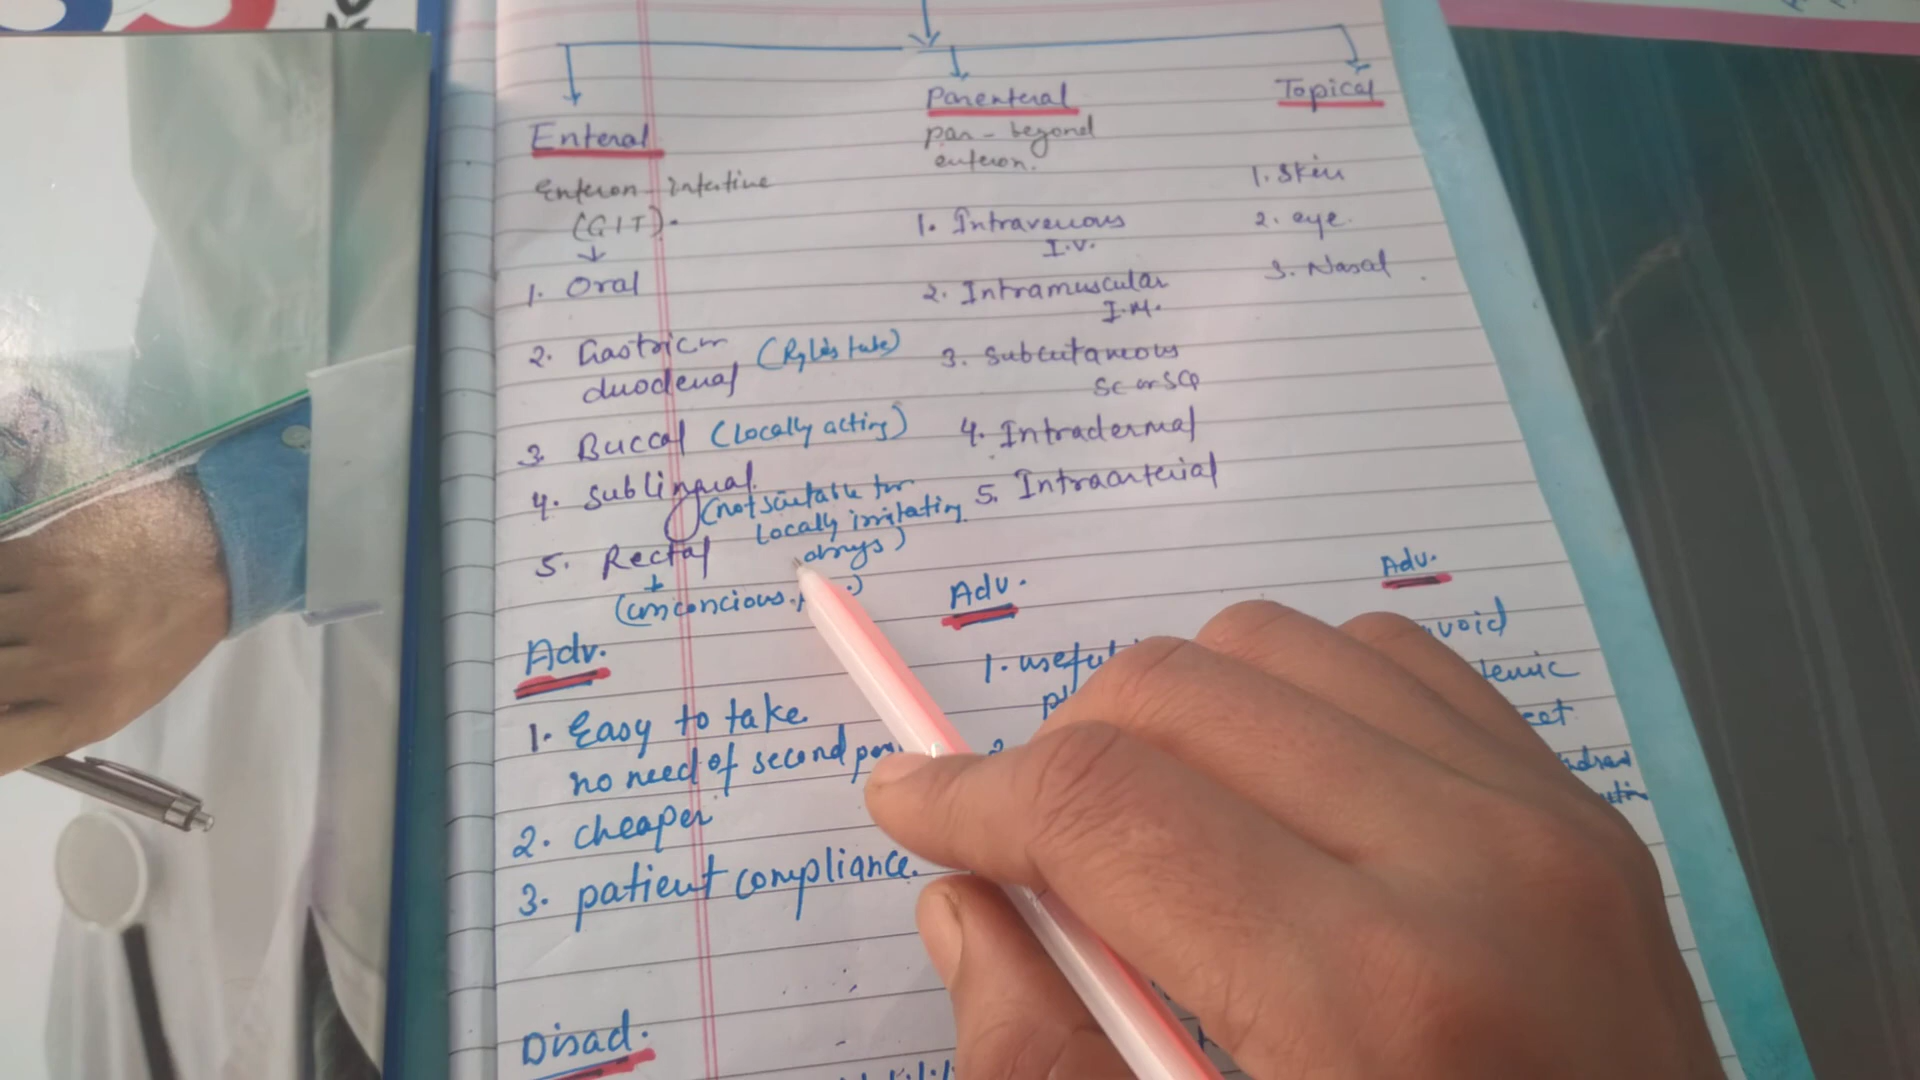 Enteral
Enteron - Intestine
(GIT).
1. Oral
2. Gastric or
duodenal
(Ryles tube)
3 Buccal (Locally acting)
4. Sublingual.
(not suitable for
Locally irritating
drugs)
5. Rectal
(unconcious
Adv.
1. Easy to take
no need of second
2. cheaper
3. patient compliance.
Disad.
Parenteral
par - beyond
enteron.
1. Intravenous
I.V.
2. Intramuscular
I.M.
3. Subcutaneous
SC or SCQ
4. Intradermal
5. Intraarterial
Adv.
1. useful
Topical
1. Skin
2. eye.
3. Nasal
Adv.